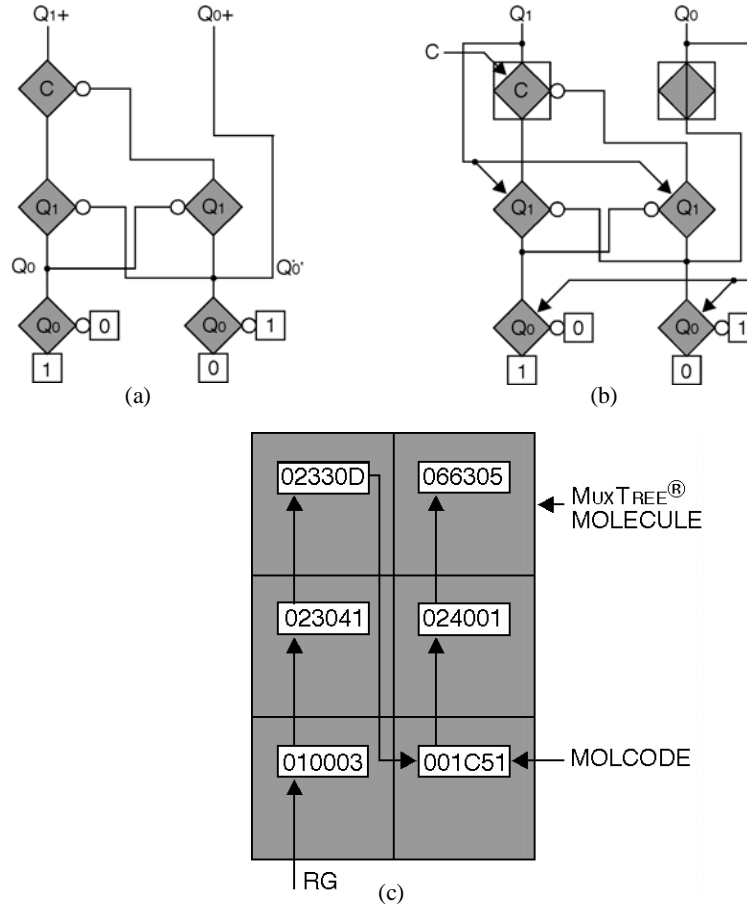 Q1+ Q0+
C
Q1 Q1
Q0 Q0'
Q0 0 Q0 1
1 0
(a)
Q1 Q0
C
C
Q1 Q1
Q0 0 Q0 1
1 0
(b)
02330D 066305
MUXTREE®
MOLECULE
023041 024001
010003 001C51 MOLCODE
RG
(c)